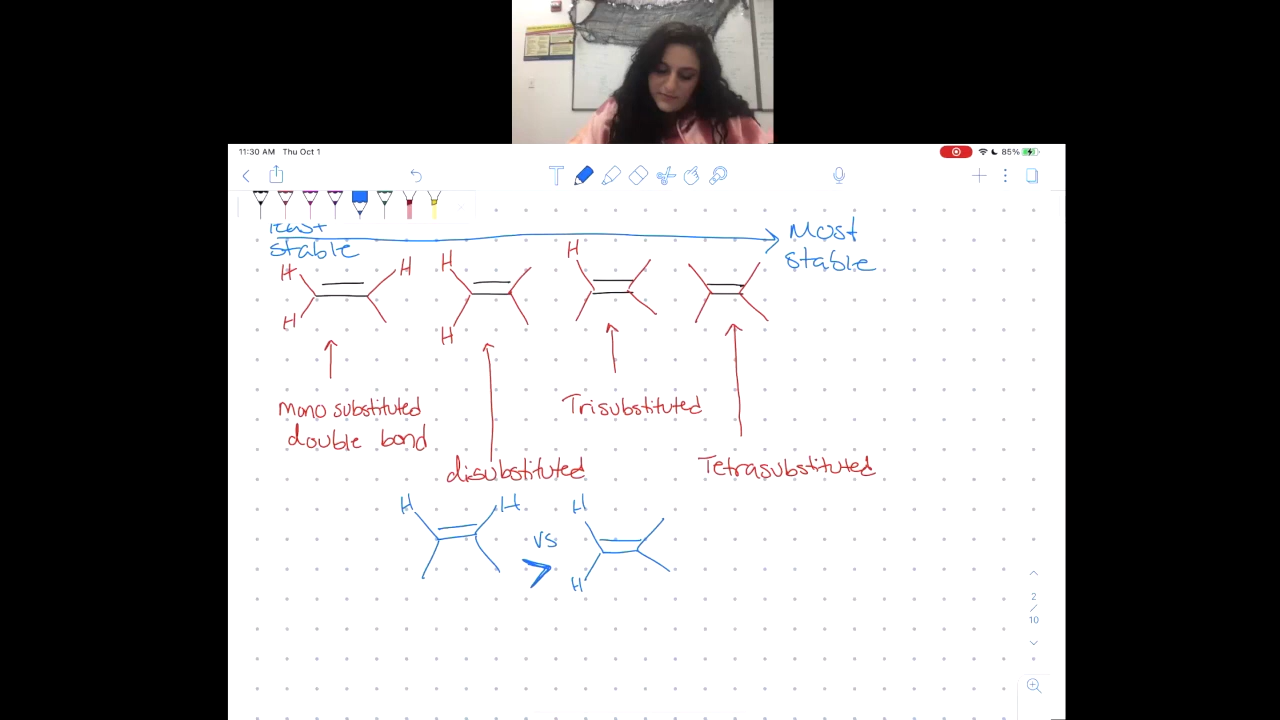 11:30 AM Thu Oct 1
85%
T
stable
Most
stable
H H H H
H H
Mono substituted
double bond
disubstituted
Trisubstituted
Tetrasubstituted
H H H
vs
>
H
2
/
10